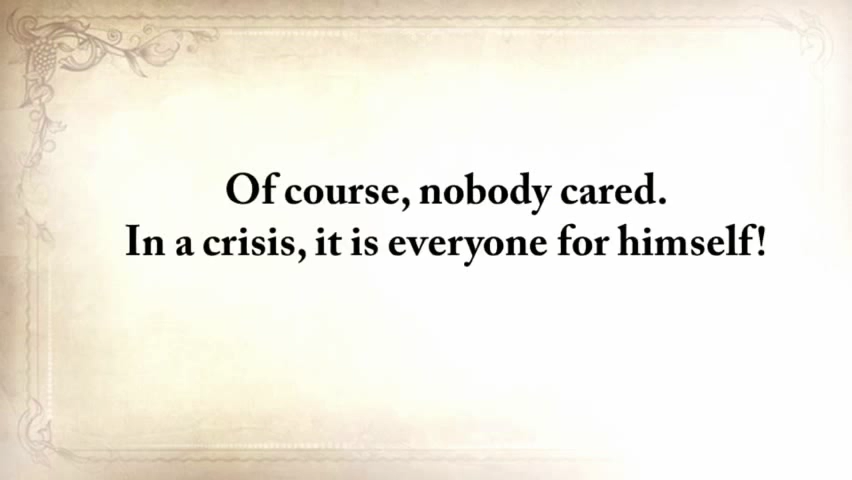 Of course, nobody cared.
In a crisis, it is everyone for himself!